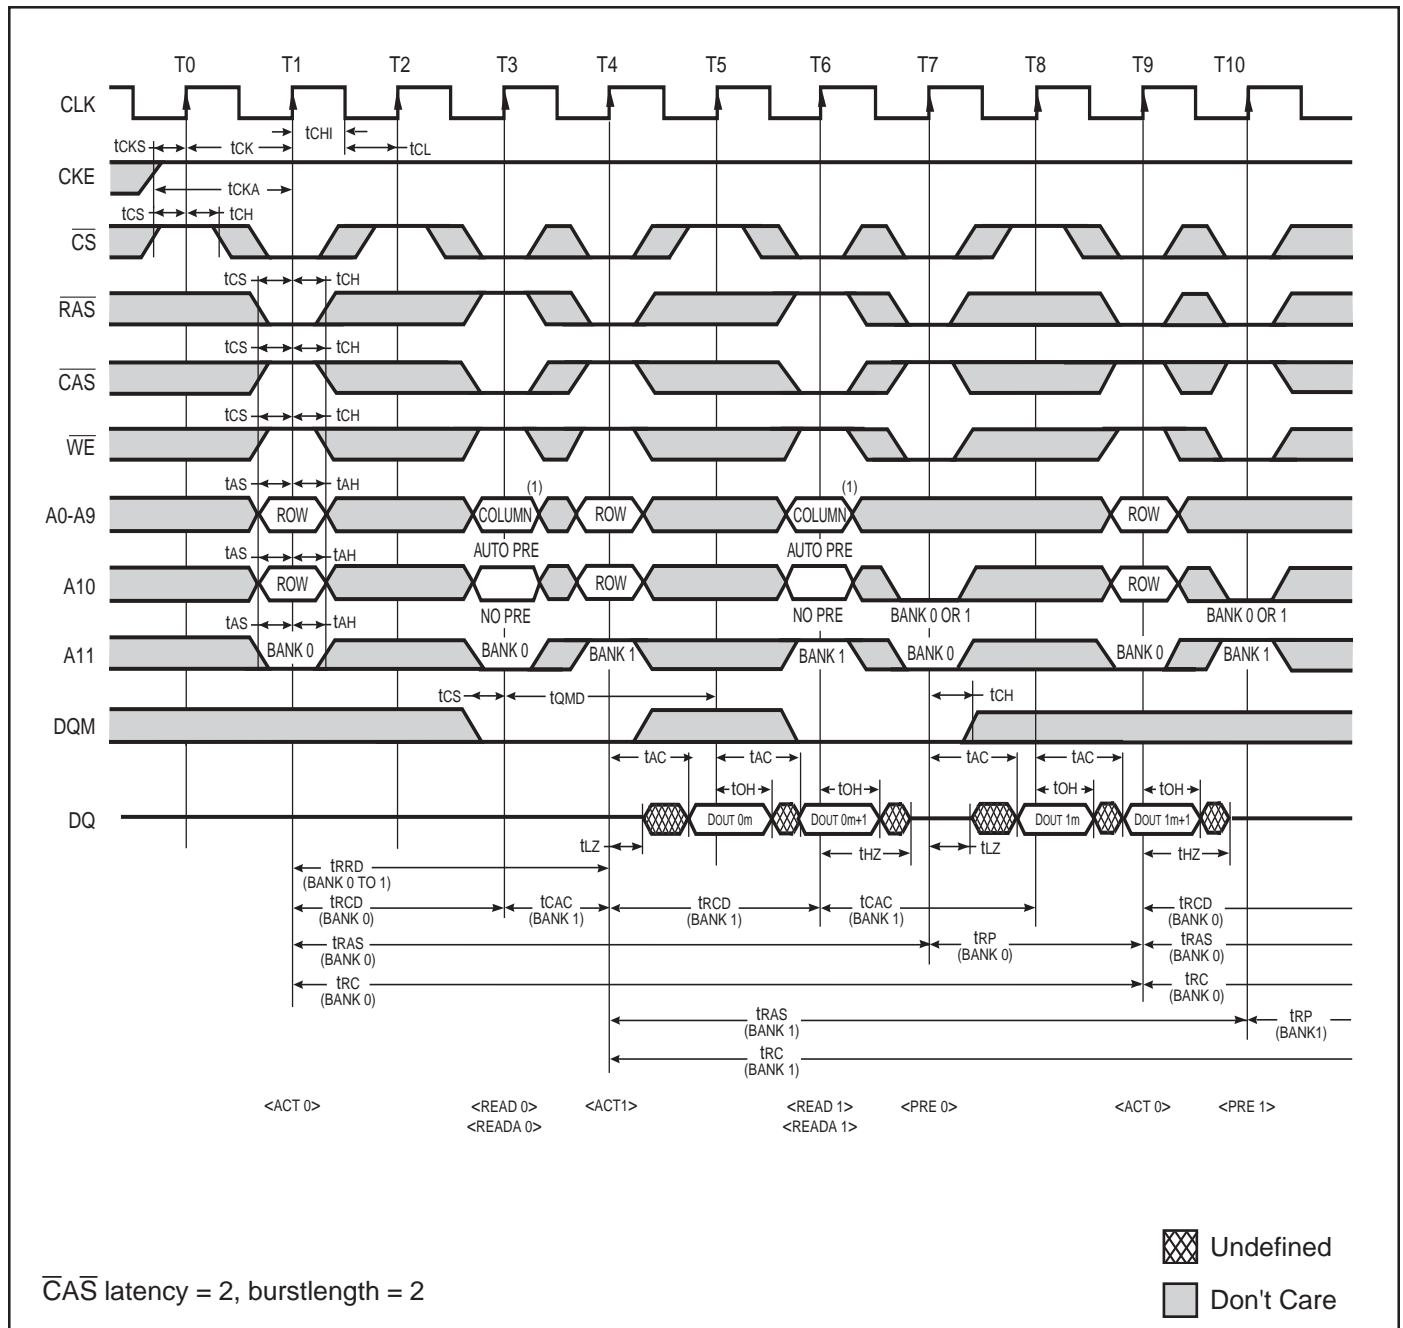 T0 T1 T2 T3 T4 T5 T6 T7 T8 T9 T10
CLK
tCHI
tCKS tCK tCL
CKE
tCKA
tCS tCH
CS
tCS tCH
RAS
tCS tCH
CAS
tCS tCH
WE
tAS tAH (1) (1)
A0-A9 ROW COLUMN ROW COLUMN ROW
AUTO PRE AUTO PRE
tAS tAH
A10 ROW ROW ROW
NO PRE NO PRE BANK 0 OR 1 BANK 0 OR 1
tAS tAH
A11 BANK 0 BANK 0 BANK 1 BANK 1 BANK 0 BANK 0 BANK 1
tCS tQMD tCH
DQM
tAC tAC tAC tAC
tOH tOH tOH tOH
DQ DOUT 0m DOUT 0m+1 DOUT 1m DOUT 1m+1
tLZ tHZ tLZ tHZ
tRRD
(BANK 0 TO 1)
tRCD tCAC tRCD tCAC tRCD
(BANK 0) (BANK 1) (BANK 1) (BANK 1) (BANK 0)
tRAS tRP tRAS
(BANK 0) (BANK 0) (BANK 0)
tRC tRC
(BANK 0) (BANK 0)
tRAS tRP
(BANK 1) (BANK1)
tRC
(BANK 1)
<ACT 0> <READ 0> <ACT1> <READ 1> <PRE 0> <ACT 0> <PRE 1>
<READA 0> <READA 1>
Undefined
CAS latency = 2, burstlength = 2
Don't Care